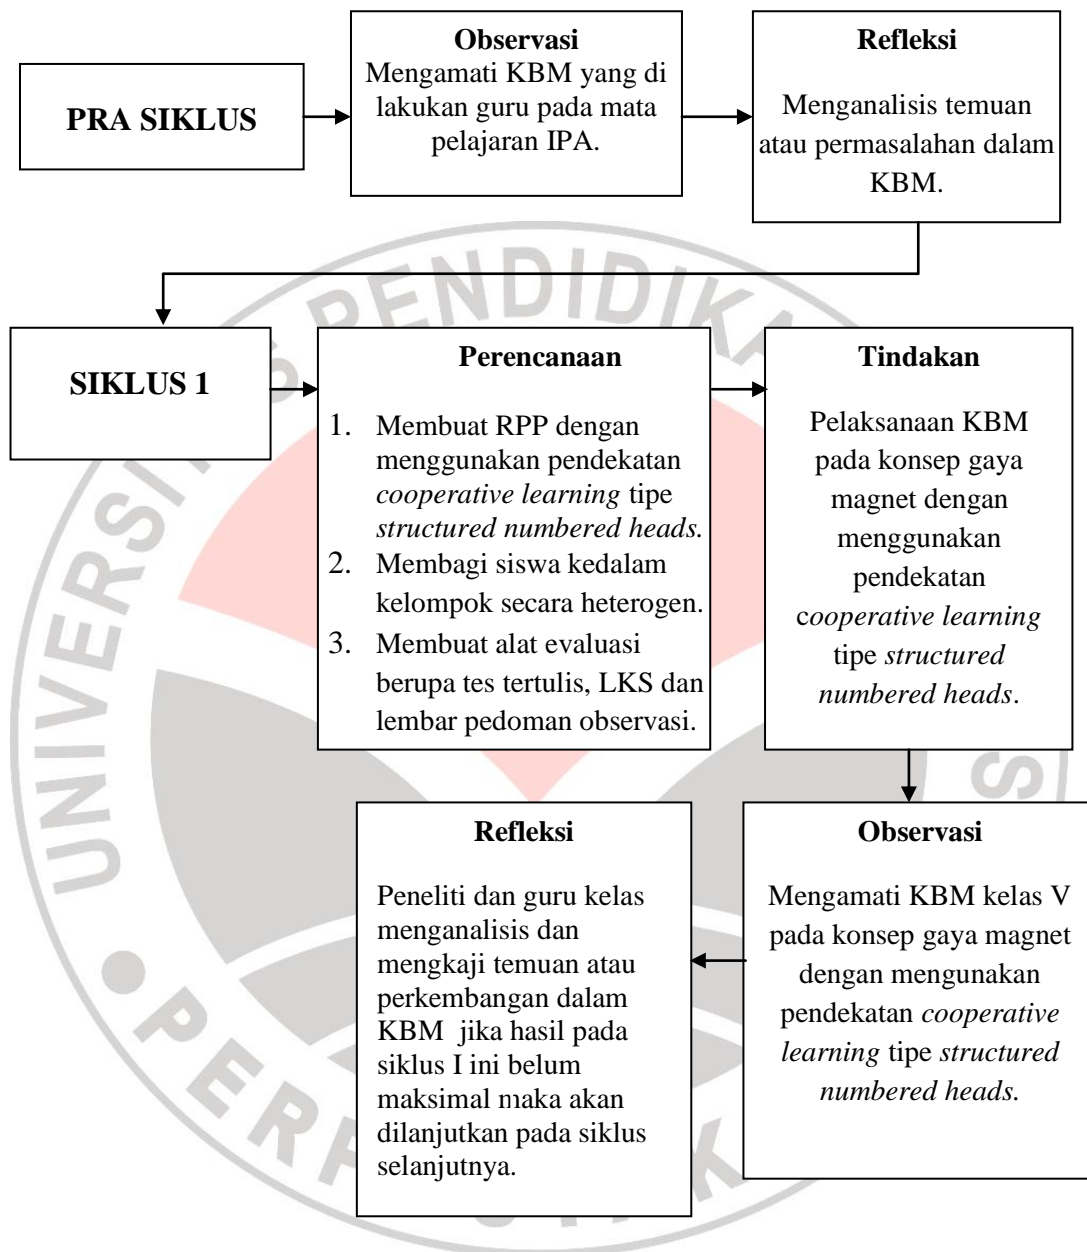 PRA SIKLUS
Observasi
Mengamati KBM yang di
lakukan guru pada mata
pelajaran IPA.
Refleksi
Menganalisis temuan
atau permasalahan dalam
KBM.
SIKLUS 1
Perencanaan
1. Membuat RPP dengan
menggunakan pendekatan
cooperative learning tipe
structured numbered heads.
2. Membagi siswa kedalam
kelompok secara heterogen.
3. Membuat alat evaluasi
berupa tes tertulis, LKS dan
lembar pedoman observasi.
Tindakan
Pelaksanaan KBM
pada konsep gaya
magnet dengan
menggunakan
pendekatan
cooperative learning
tipe structured
numbered heads.
Observasi
Mengamati KBM kelas V
pada konsep gaya magnet
dengan mengunakan
pendekatan cooperative
learning tipe structured
numbered heads.
Refleksi
Peneliti dan guru kelas
menganalisis dan
mengkaji temuan atau
perkembangan dalam
KBM jika hasil pada
siklus I ini belum
maksimal maka akan
dilanjutkan pada siklus
selanjutnya.